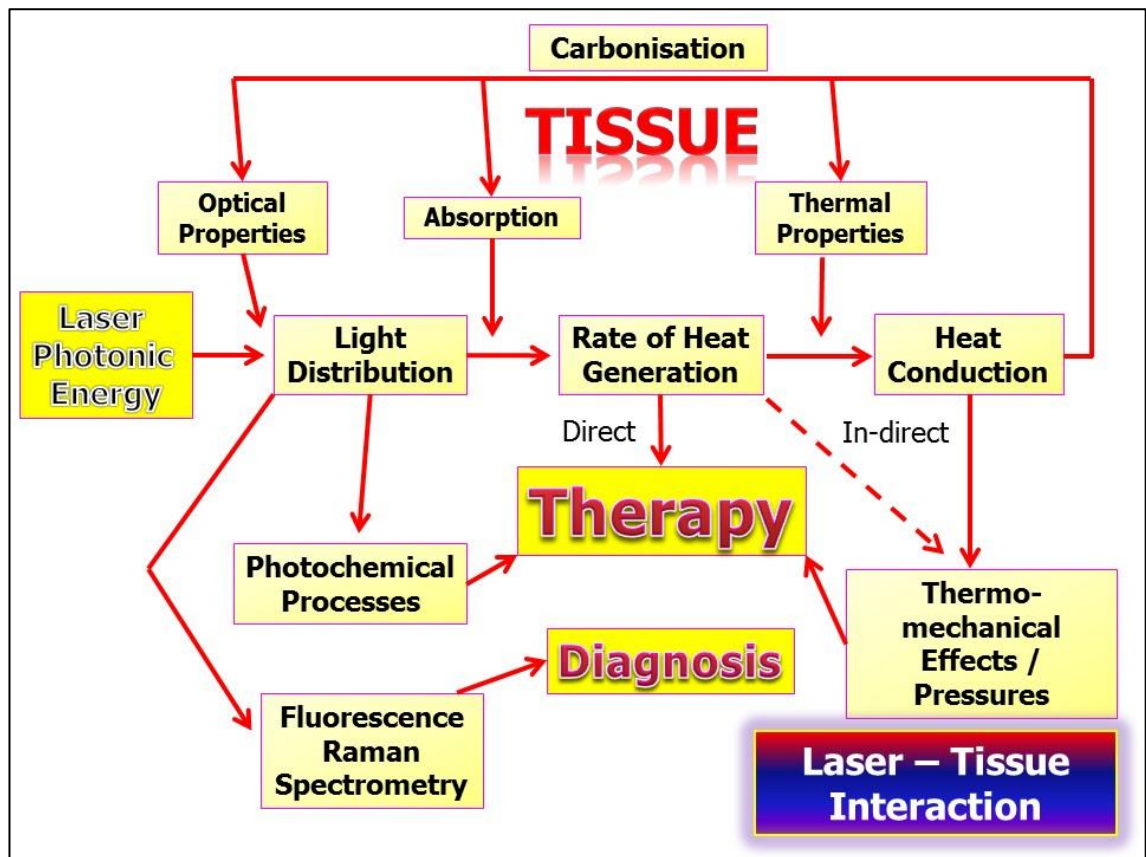 Carbonisation
TISSUE
Optical
Properties
Absorption
Thermal
Properties
Laser
Photonic
Energy
Light
Distribution
Rate of Heat
Generation
Heat
Conduction
Direct
In-direct
Therapy
Photochemical
Processes
Thermo-
mechanical
Effects /
Pressures
Diagnosis
Fluorescence
Raman
Spectrometry
Laser – Tissue
Interaction